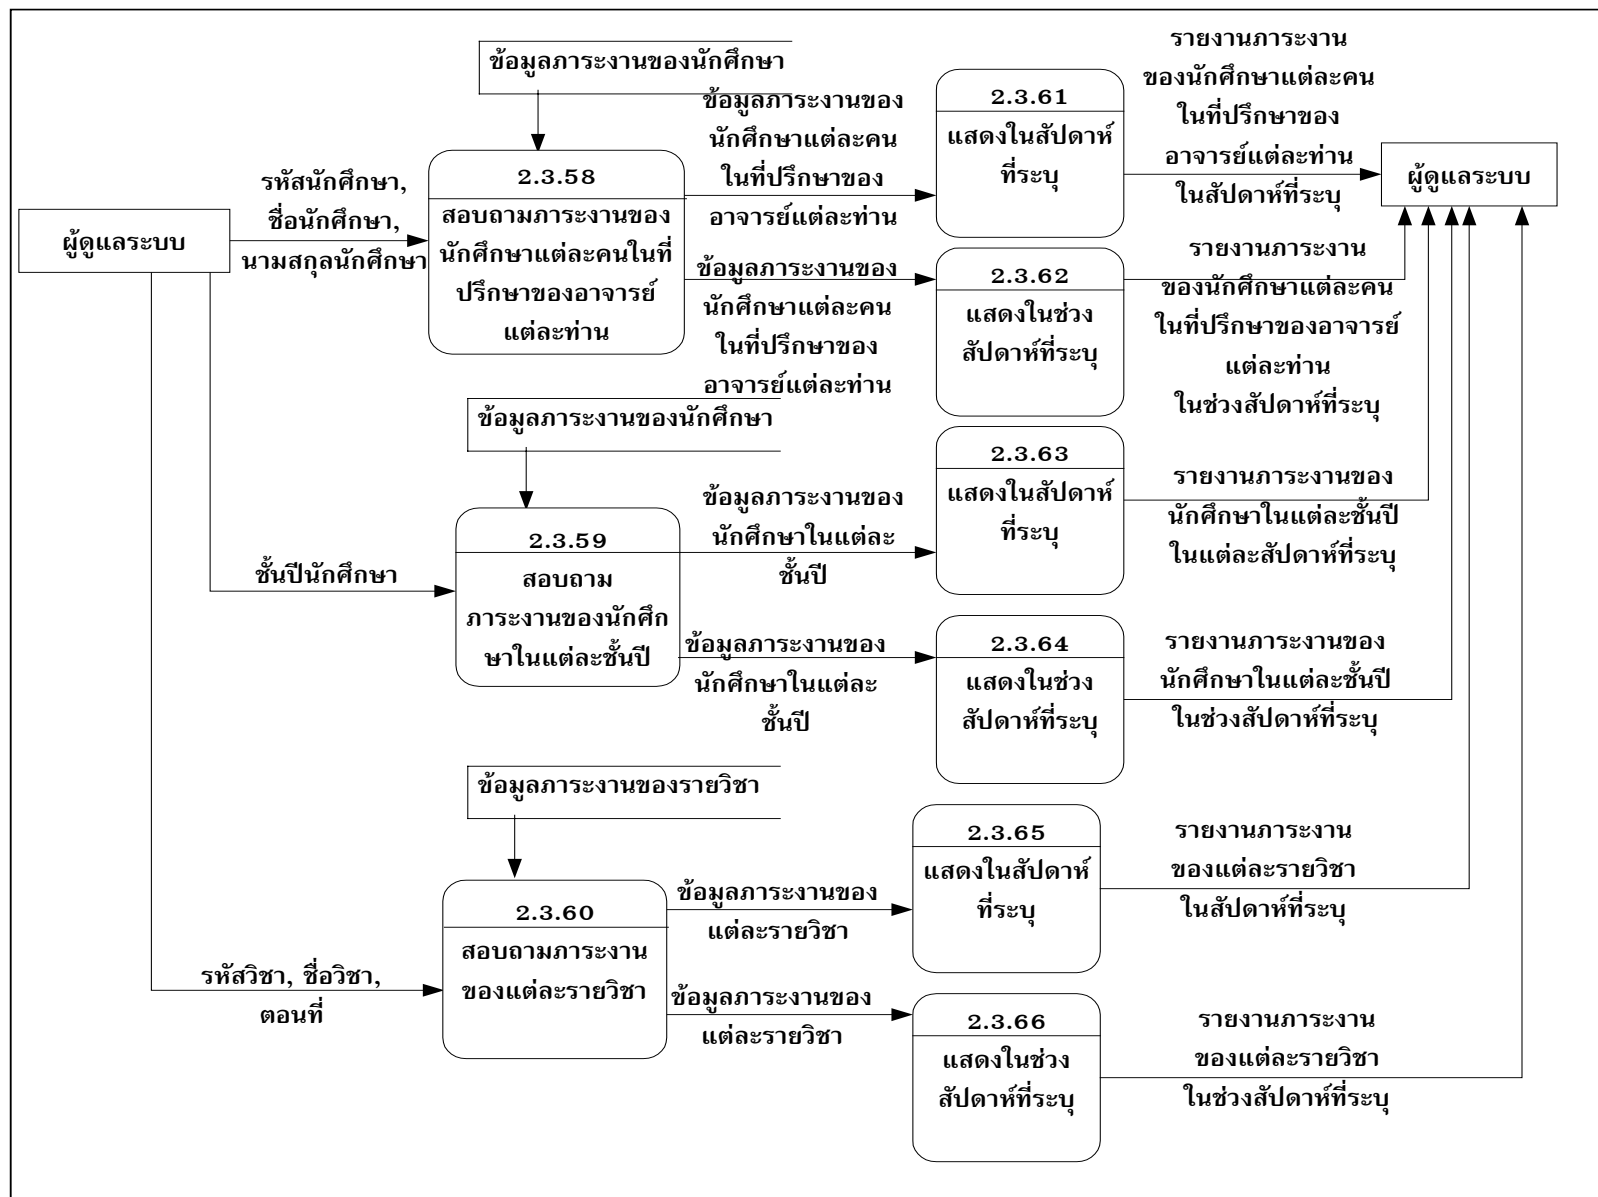 ผู้ดูแลระบบ
รหัสนักศึกษา,
ชื่อนักศึกษา,
นามสกุลนักศึกษา
ข้อมูลภาระงานของนักศึกษา
2.3.58
สอบถามภาระงานของ
นักศึกษาแต่ละคนในที่
ปรึกษาของอาจารย์
แต่ละท่าน
ข้อมูลภาระงานของ
นักศึกษาแต่ละคน
ในที่ปรึกษาของ
อาจารย์แต่ละท่าน
2.3.61
แสดงในสัปดาห์
ที่ระบุ
รายงานภาระงาน
ของนักศึกษาแต่ละคน
ในที่ปรึกษาของ
อาจารย์แต่ละท่าน
ในสัปดาห์ที่ระบุ
ผู้ดูแลระบบ
ข้อมูลภาระงานของ
นักศึกษาแต่ละคน
ในที่ปรึกษาของ
อาจารย์แต่ละท่าน
2.3.62
แสดงในช่วง
สัปดาห์ที่ระบุ
รายงานภาระงาน
ของนักศึกษาแต่ละคน
ในที่ปรึกษาของอาจารย์
แต่ละท่าน
ในช่วงสัปดาห์ที่ระบุ
ชั้นปีนักศึกษา
ข้อมูลภาระงานของนักศึกษา
2.3.59
สอบถาม
ภาระงานของนักศึก
ษาในแต่ละชั้นปี
ข้อมูลภาระงานของ
นักศึกษาในแต่ละ
ชั้นปี
2.3.63
แสดงในสัปดาห์
ที่ระบุ
รายงานภาระงานของ
นักศึกษาในแต่ละชั้นปี
ในแต่ละสัปดาห์ที่ระบุ
ข้อมูลภาระงานของ
นักศึกษาในแต่ละ
ชั้นปี
2.3.64
แสดงในช่วง
สัปดาห์ที่ระบุ
รายงานภาระงานของ
นักศึกษาในแต่ละชั้นปี
ในช่วงสัปดาห์ที่ระบุ
รหัสวิชา, ชื่อวิชา,
ตอนที่
ข้อมูลภาระงานของรายวิชา
2.3.60
สอบถามภาระงาน
ของแต่ละรายวิชา
ข้อมูลภาระงานของ
แต่ละรายวิชา
2.3.65
แสดงในสัปดาห์
ที่ระบุ
รายงานภาระงาน
ของแต่ละรายวิชา
ในสัปดาห์ที่ระบุ
ข้อมูลภาระงานของ
แต่ละรายวิชา
2.3.66
แสดงในช่วง
สัปดาห์ที่ระบุ
รายงานภาระงาน
ของแต่ละรายวิชา
ในช่วงสัปดาห์ที่ระบุ